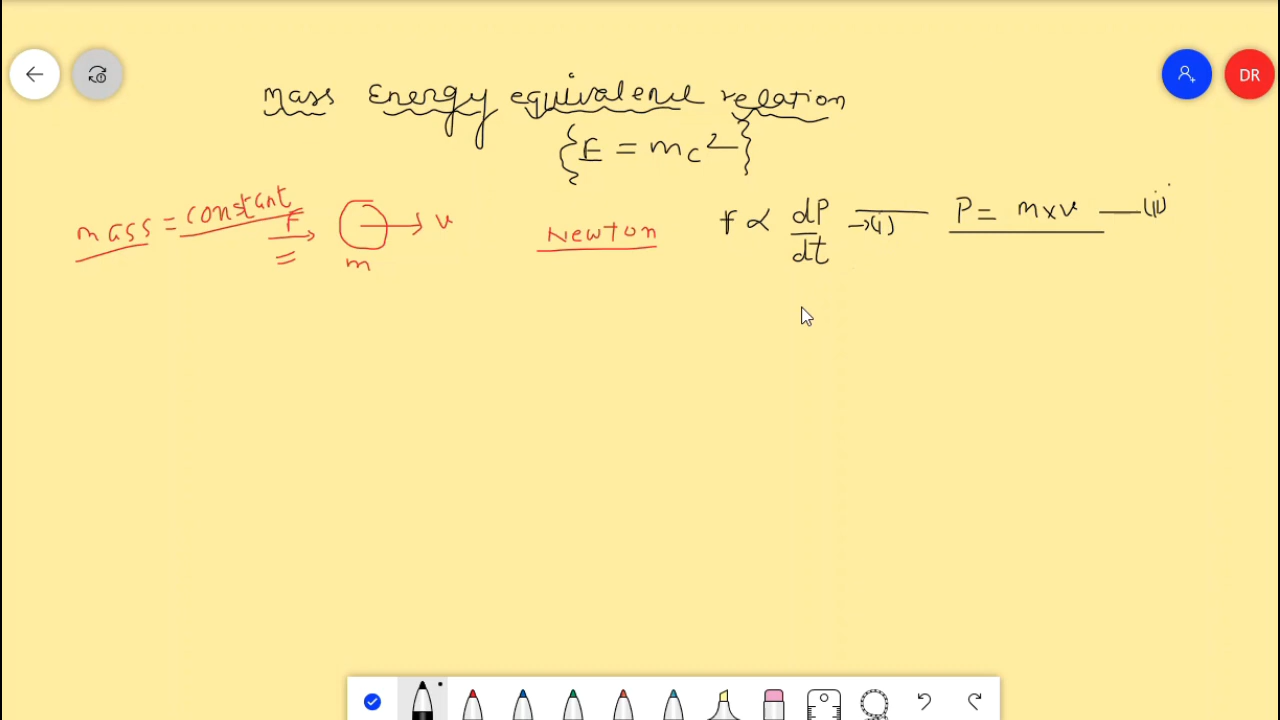 mass Energy equivalence relation
{E = mc²}
mass = constant
F
v
m
Newton
F ∝ dP/dt →(i)
P = m×v —(ii)
DR